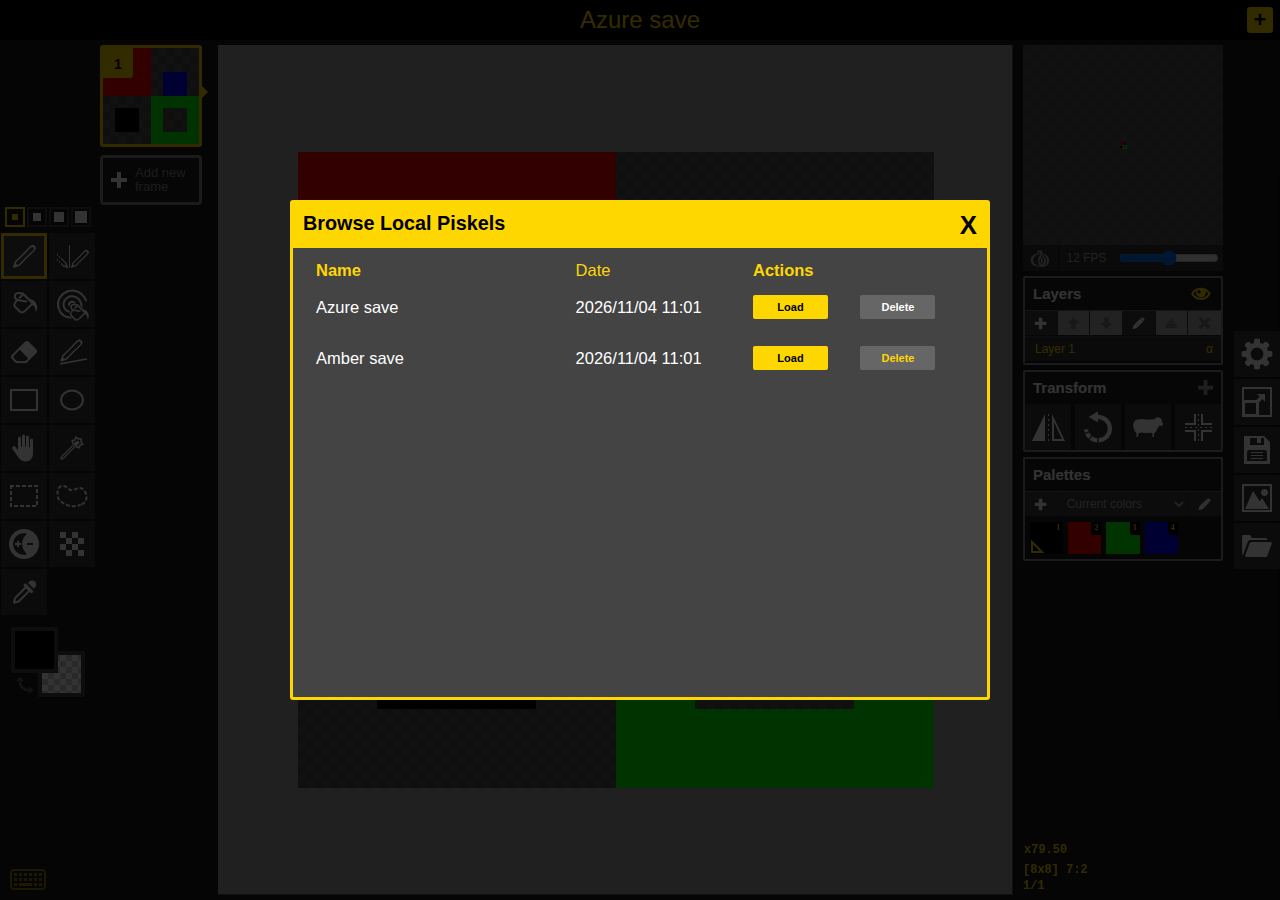 Azure save
+
1
Add new
frame
Browse Local Piskels
X
Name Date Actions
Azure save 2026/11/04 11:01 Load Delete
Amber save 2026/11/04 11:01 Load Delete
12 FPS
Layers
Layer 1 α
Transform
Palettes
Current colors
1 2 3 4
x79.50
[8x8] 7:2
1/1